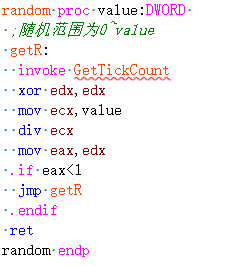 random proc value:DWORD
;随机范围为0~value
getR:
invoke GetTickCount
xor edx,edx
mov ecx,value
div ecx
mov eax,edx
.if eax<1
jmp getR
.endif
ret
random endp